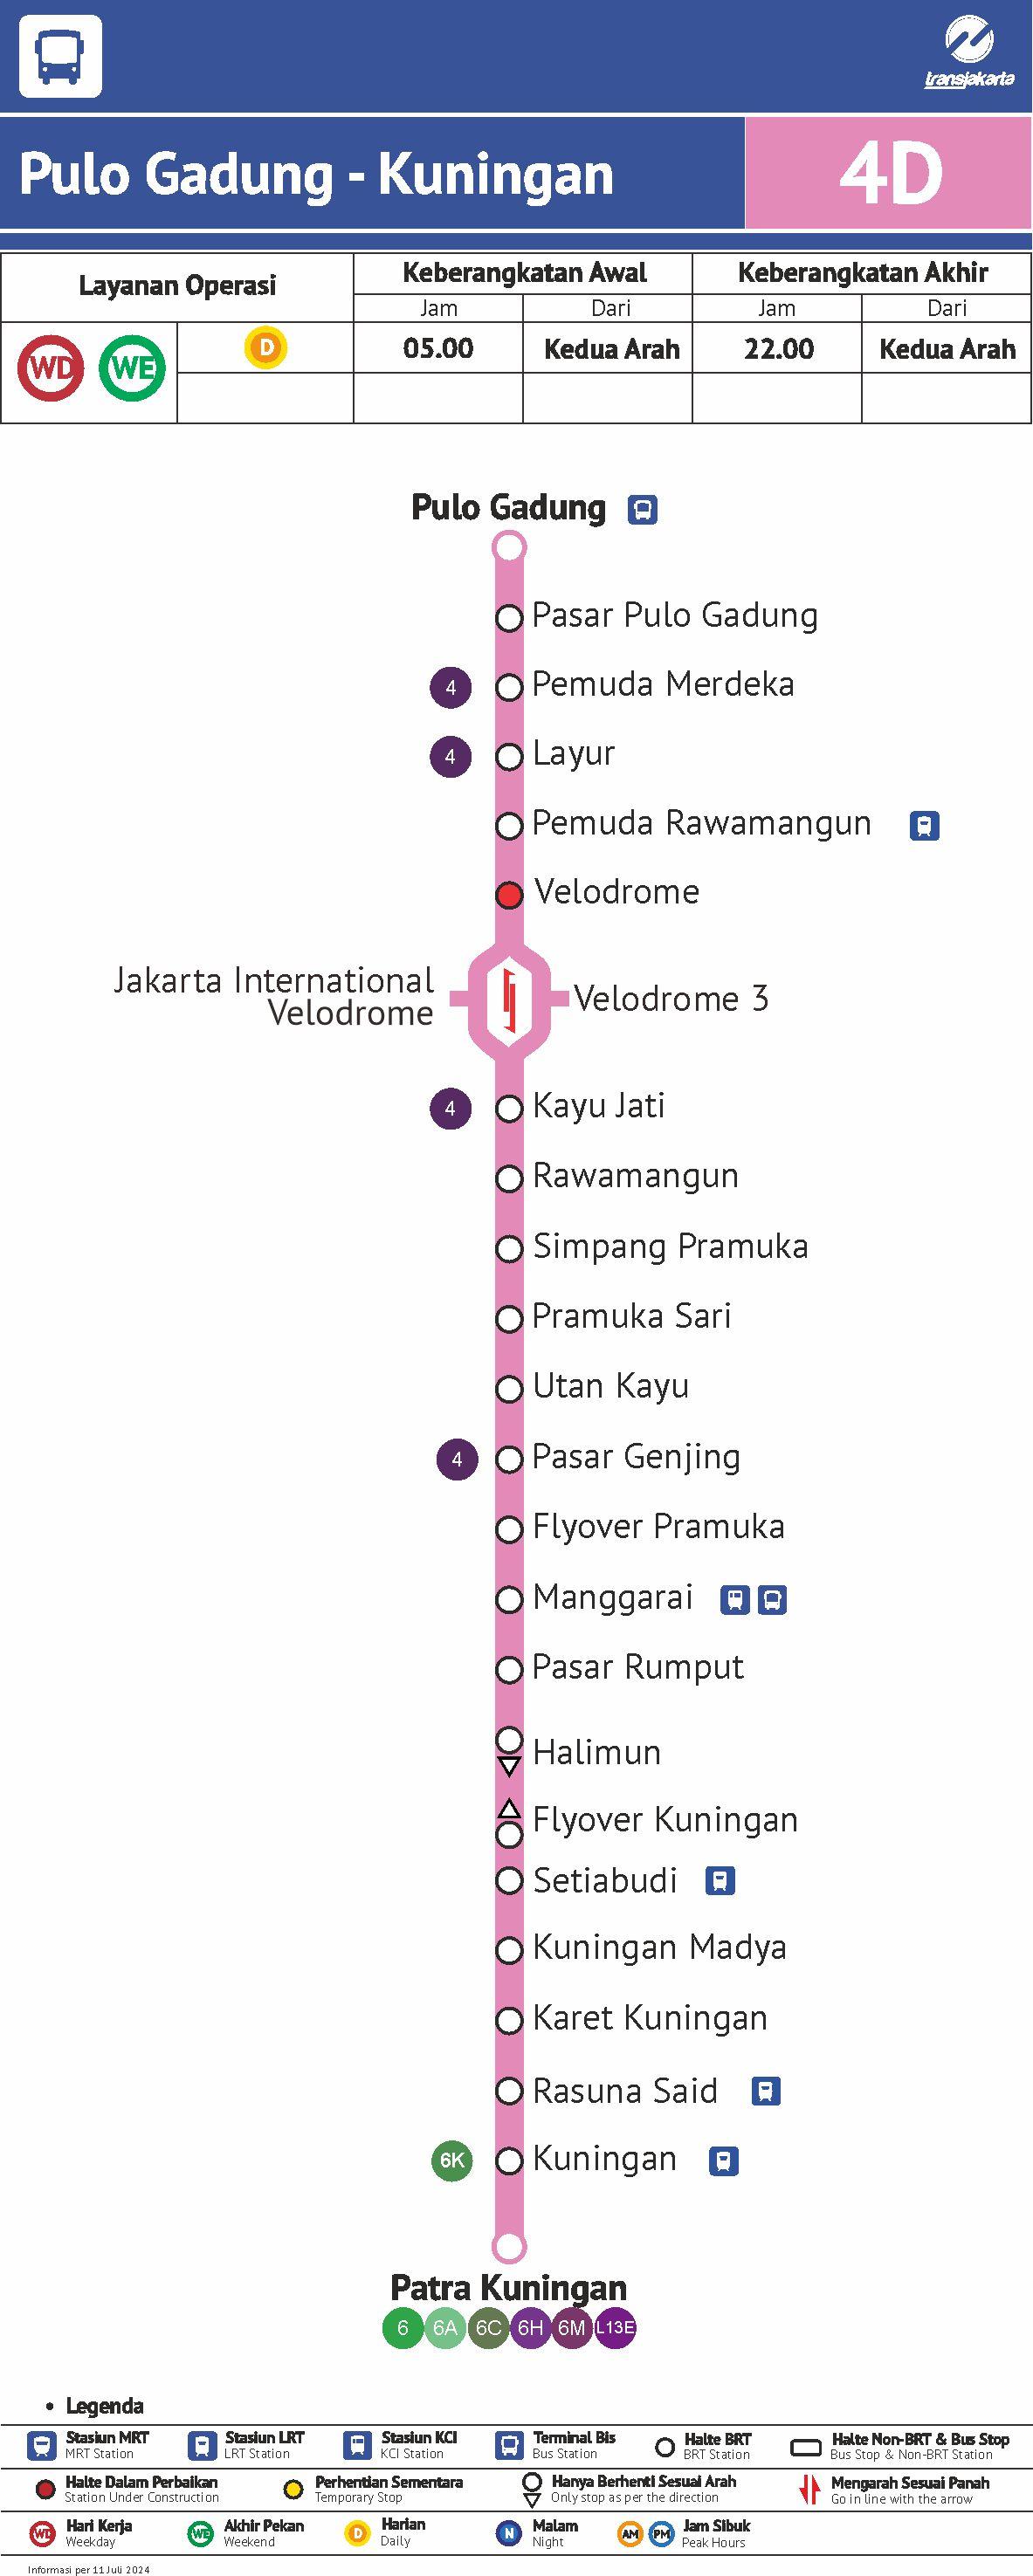 transjakarta
Pulo Gadung - Kuningan
4D
Layanan Operasi
Keberangkatan Awal
Keberangkatan Akhir
Jam
Dari
Jam
Dari
WD
WE
D
05.00
Kedua Arah
22.00
Kedua Arah
Pulo Gadung
Pasar Pulo Gadung
4
Pemuda Merdeka
4
Layur
Pemuda Rawamangun
Velodrome
Jakarta International
Velodrome
Velodrome 3
4
Kayu Jati
Rawamangun
Simpang Pramuka
Pramuka Sari
Utan Kayu
4
Pasar Genjing
Flyover Pramuka
Manggarai
Pasar Rumput
Halimun
Flyover Kuningan
Setiabudi
Kuningan Madya
Karet Kuningan
Rasuna Said
6K
Kuningan
Patra Kuningan
6
6A
6C
6H
6M
L13E
• Legenda
Stasiun MRT
MRT Station
Stasiun LRT
LRT Station
Stasiun KCI
KCI Station
Terminal Bis
Bus Station
Halte BRT
BRT Station
Halte Non-BRT & Bus Stop
Bus Stop & Non-BRT Station
Halte Dalam Perbaikan
Station Under Construction
Perhentian Sementara
Temporary Stop
Hanya Berhenti Sesuai Arah
Only stop as per the direction
Mengarah Sesuai Panah
Go in line with the arrow
WD
Hari Kerja
Weekday
WE
Akhir Pekan
Weekend
D
Harian
Daily
N
Malam
Night
AM
PM
Jam Sibuk
Peak Hours
Informasi per 11 Juli 2024